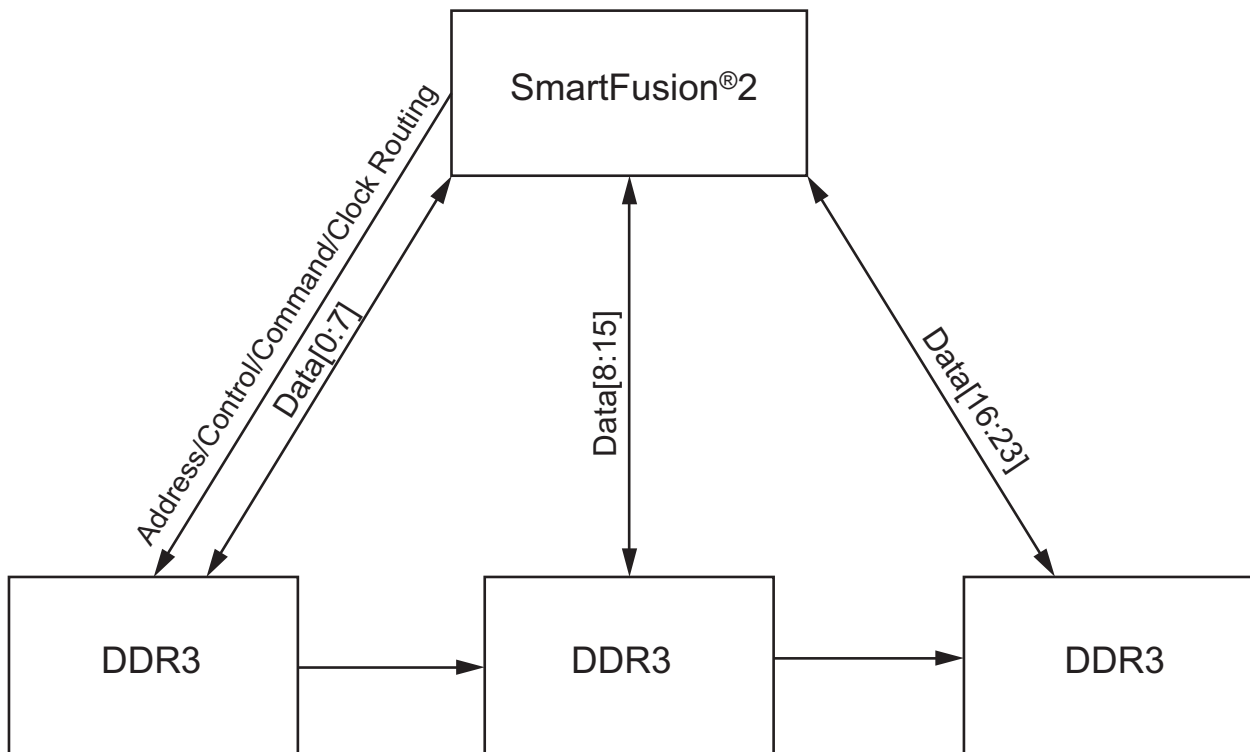 SmartFusion®2
Address/Control/Command/Clock Routing
Data[0:7]
Data[8:15]
Data[16:23]
DDR3
DDR3
DDR3